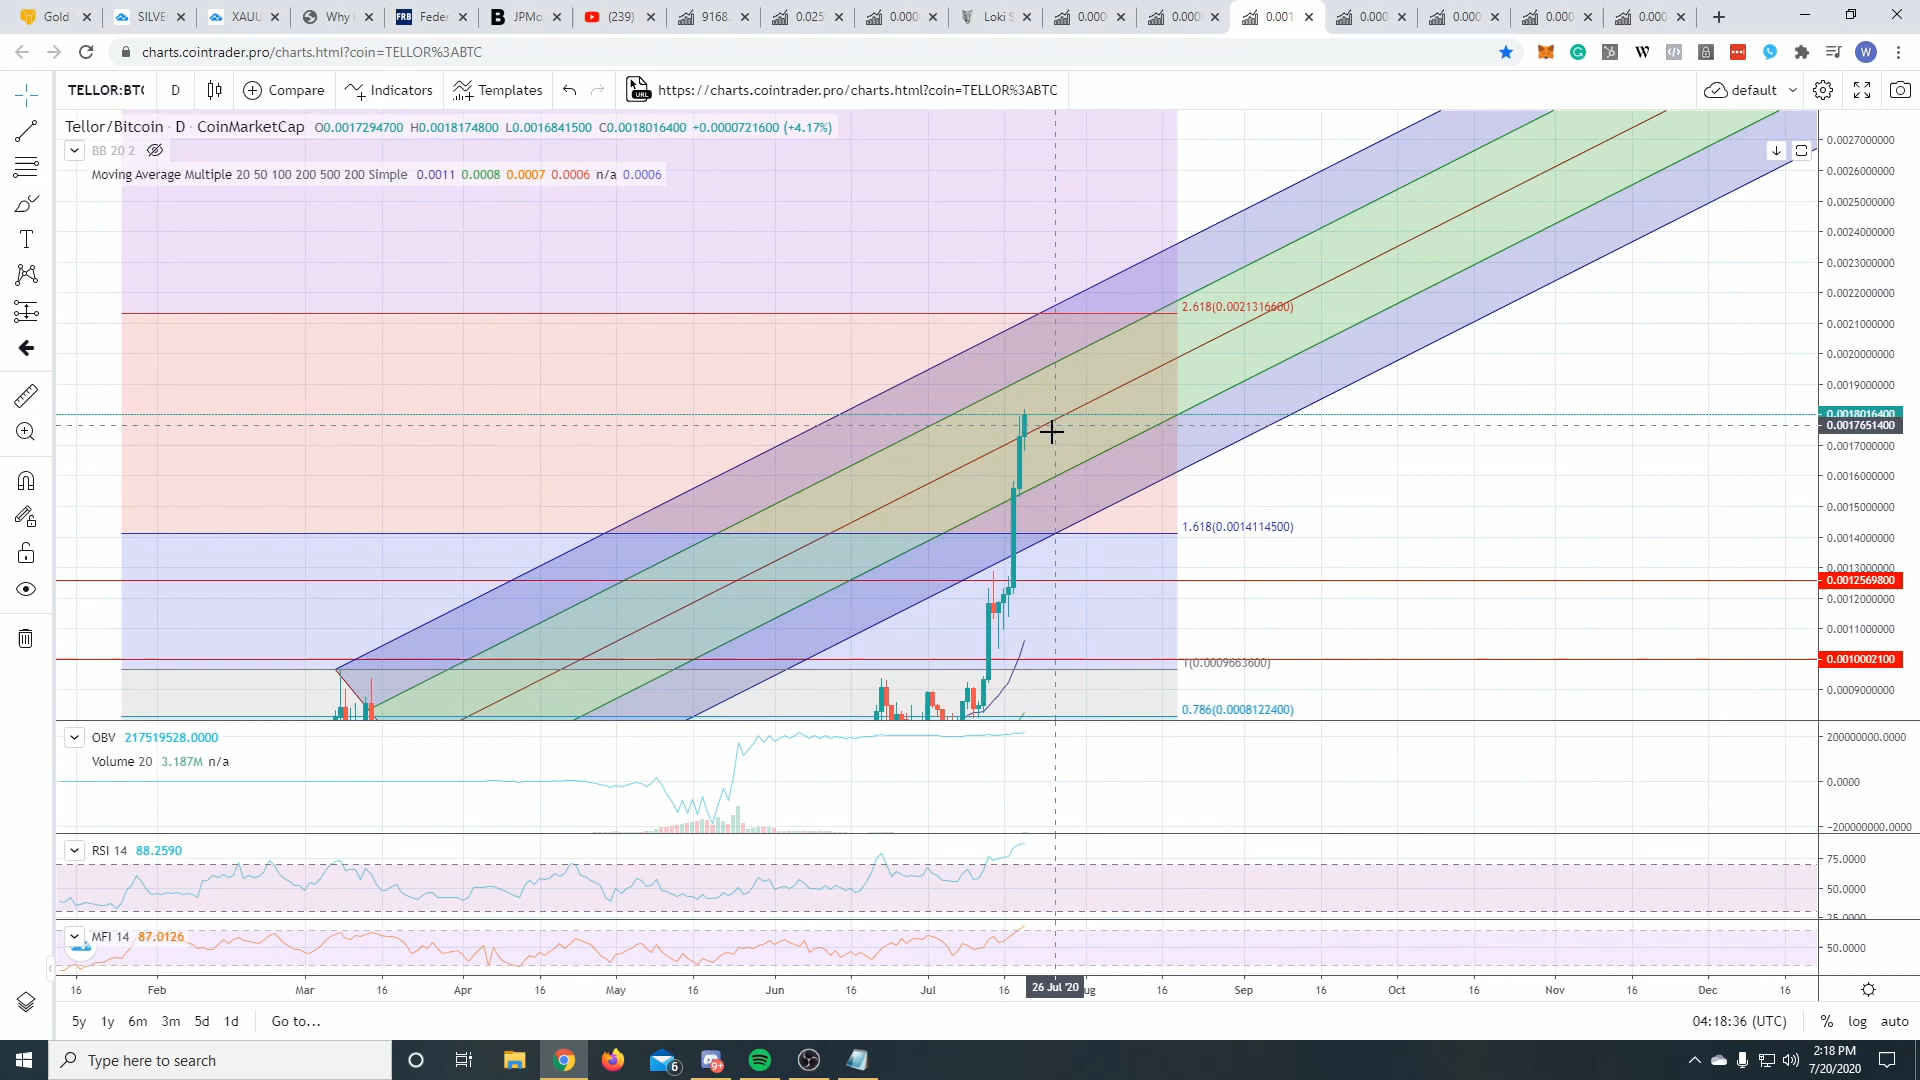 Gold
SILVE
XAUU
Why i
FRB
Feder
JPMo
(239)
9168.
0.025
0.000
Loki S
0.000
0.000
0.001
0.000
0.000
0.000
0.000
charts.cointrader.pro/charts.html?coin=TELLOR%3ABTC
TELLOR:BTC D Compare Indicators Templates https://charts.cointrader.pro/charts.html?coin=TELLOR%3ABTC default
Tellor/Bitcoin · D · CoinMarketCap O0.0017294700 H0.0018174800 L0.0016841500 C0.0018016400 +0.0000721600 (+4.17%)
BB 20 2
Moving Average Multiple 20 50 100 200 500 200 Simple 0.0011 0.0008 0.0007 0.0006 n/a 0.0006
0.0027000000
0.0026000000
0.0025000000
0.0024000000
0.0023000000
0.0022000000
2.618(0.0021316600)
0.0021000000
0.0020000000
0.0019000000
0.0018016400
0.0017651400
0.0017000000
0.0016000000
0.0015000000
1.618(0.0014114500)
0.0014000000
0.0013000000
0.0012569800
0.0012000000
0.0011000000
0.0010002100
1(0.0009663600)
0.0009000000
0.786(0.0008122400)
OBV 217519528.0000
200000000.0000
Volume 20 3.187M n/a
0.0000
-200000000.0000
RSI 14 88.2590
75.0000
50.0000
25.0000
MFI 14 87.0126
50.0000
16 Feb Mar 16 Apr 16 May 16 Jun 16 Jul 16 26 Jul '20 ug 16 Sep 16 Oct 16 Nov 16 Dec 16
5y 1y 6m 3m 5d 1d Go to...
04:18:36 (UTC) % log auto
Type here to search
6
9+
2:18 PM
7/20/2020